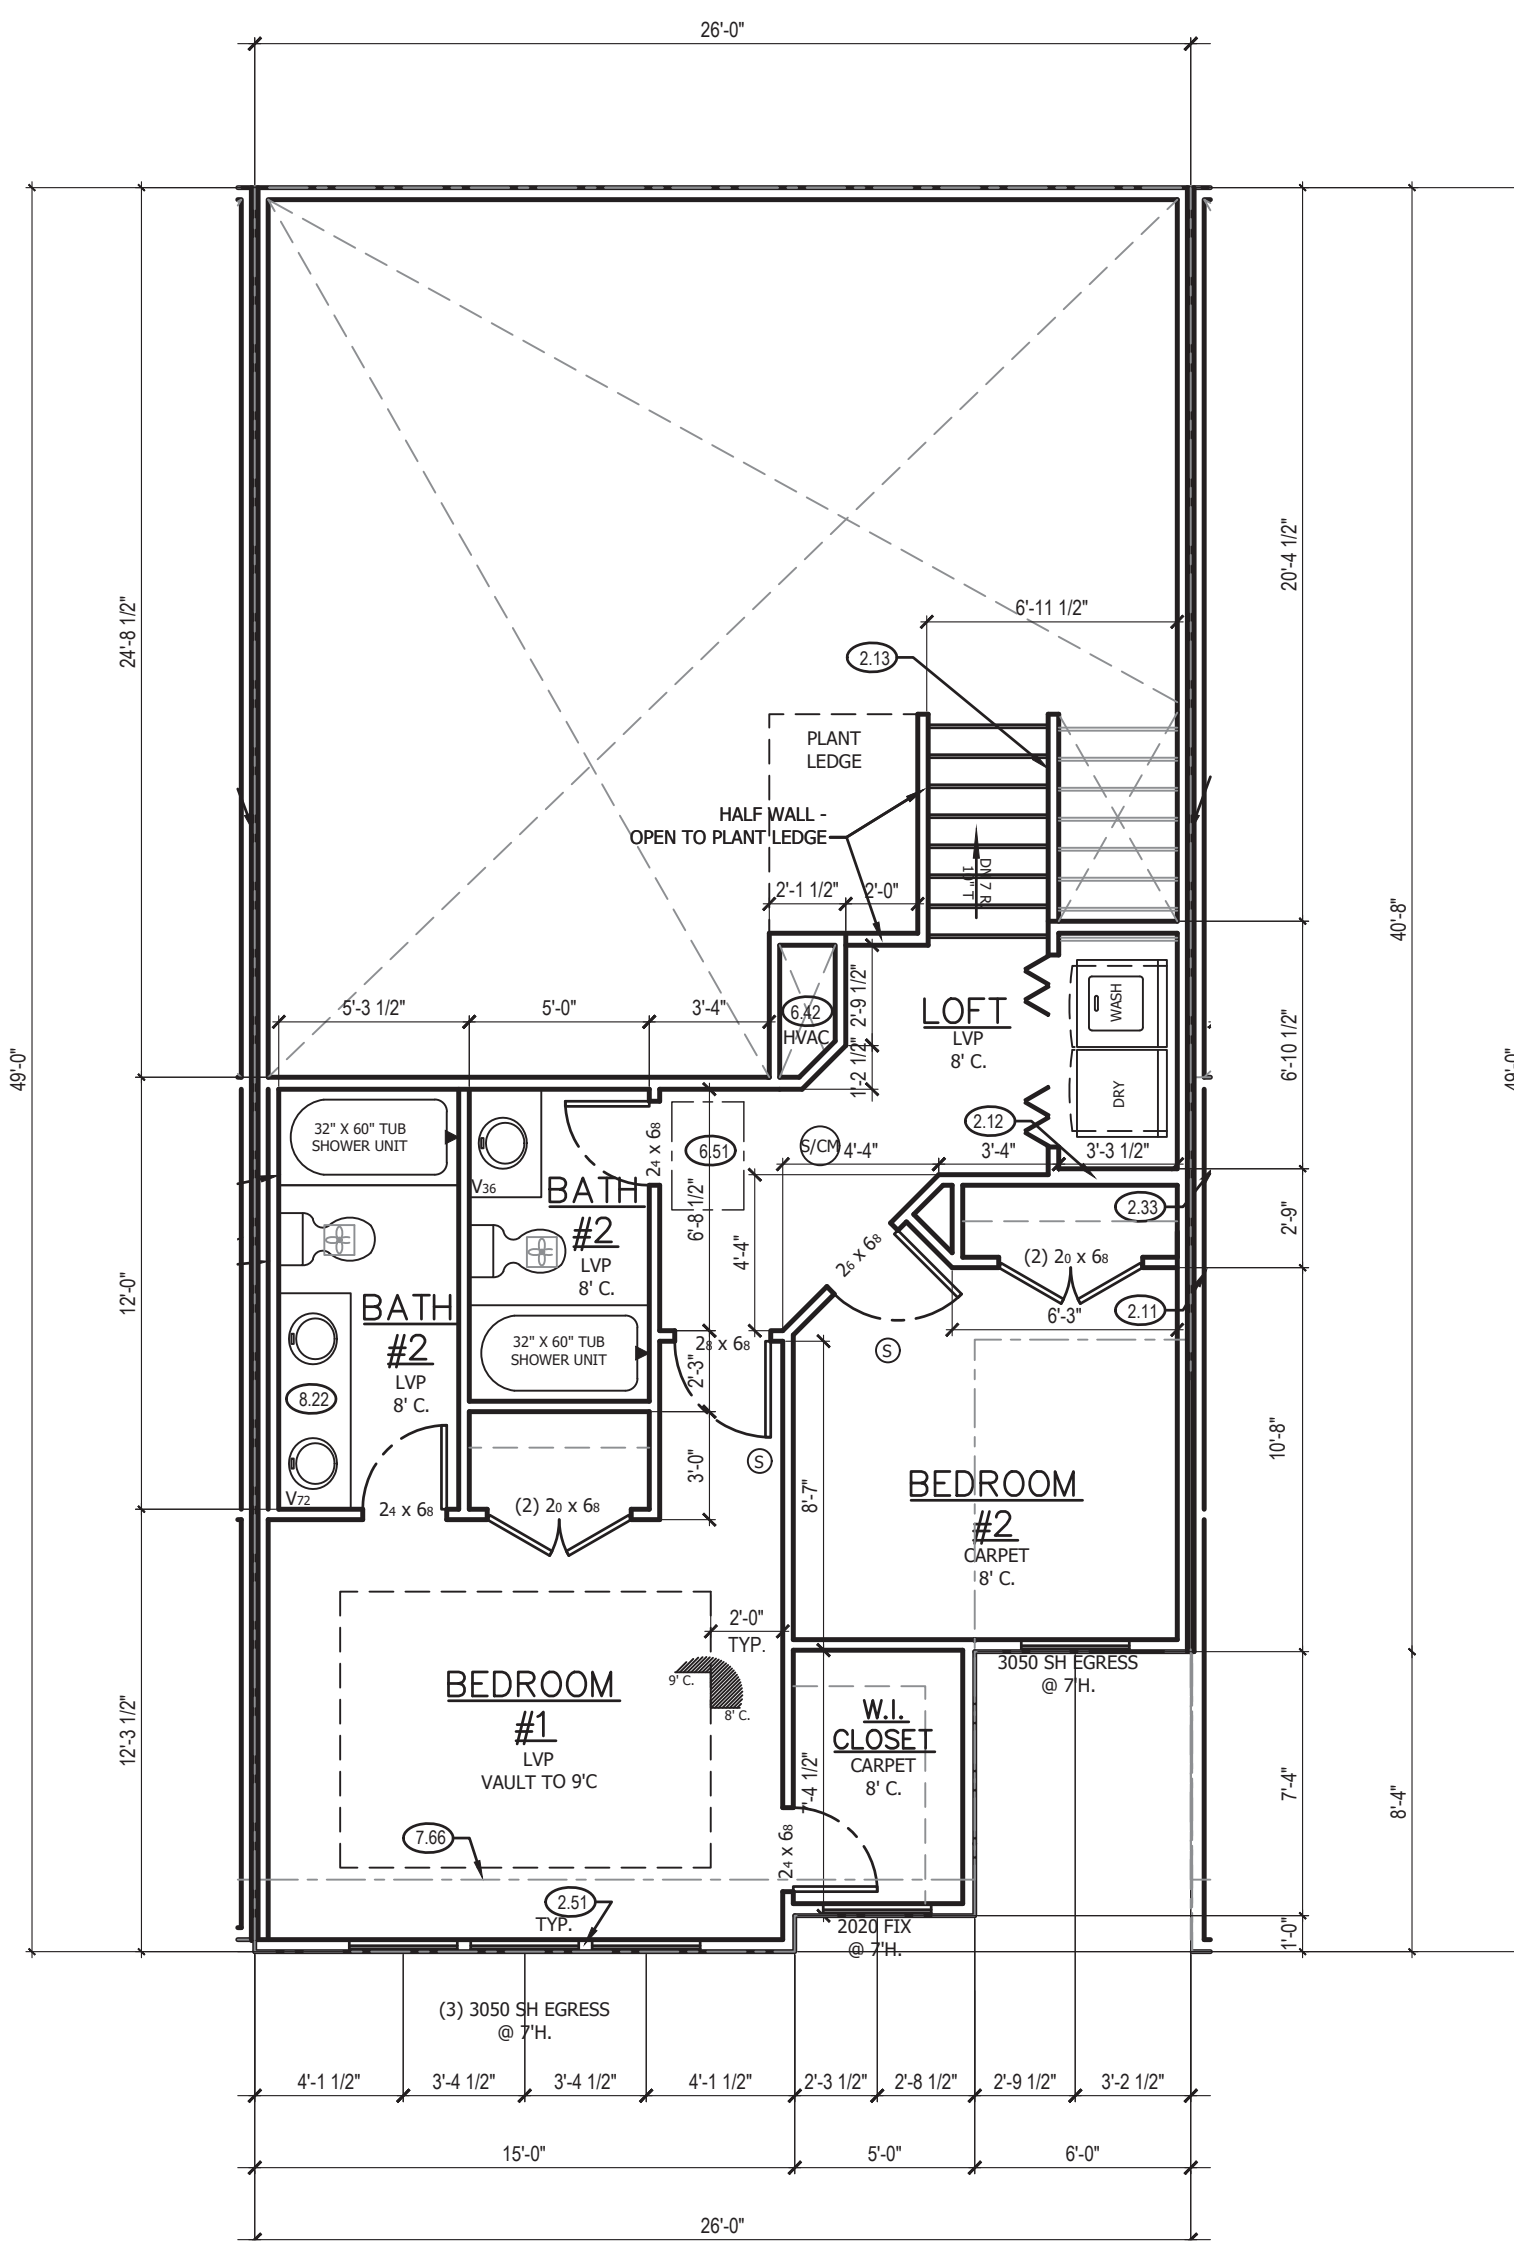 26'-0"
49'-0"
24'-8 1/2"
12'-0"
12'-3 1/2"
20'-4 1/2"
6'-10 1/2"
2'-9"
10'-8"
7'-4"
1'-0"
40'-8"
8'-4"
49'-0"
6'-11 1/2"
2.13
PLANT
LEDGE
HALF WALL -
OPEN TO PLANT LEDGE
DN 7 R
10" T
2'-1 1/2"
2'-0"
5'-3 1/2"
5'-0"
3'-4"
6.42
HVAC
2'-9 1/2"
1'-2 1/2"
LOFT
LVP
8' C.
WASH
DRY
2.12
32" X 60" TUB
SHOWER UNIT
V36
24 x 68
6.51
S/CM
4'-4"
3'-4"
3'-3 1/2"
BATH
#2
LVP
8' C.
6'-8 1/2"
4'-4"
26 x 68
2.33
(2) 20 x 68
2.11
6'-3"
BATH
#2
LVP
8' C.
8.22
V72
32" X 60" TUB
SHOWER UNIT
28 x 68
2'-3"
S
S
3'-0"
24 x 68
(2) 20 x 68
8'-7"
BEDROOM
#2
CARPET
8' C.
2'-0"
TYP.
3050 SH EGRESS
@ 7'H.
BEDROOM
#1
LVP
VAULT TO 9'C
9' C.
8' C.
W.I.
CLOSET
CARPET
8' C.
7'-4 1/2"
24 x 68
7.66
2.51
TYP.
2020 FIX
@ 7'H.
(3) 3050 SH EGRESS
@ 7'H.
4'-1 1/2"
3'-4 1/2"
3'-4 1/2"
4'-1 1/2"
2'-3 1/2"
2'-8 1/2"
2'-9 1/2"
3'-2 1/2"
15'-0"
5'-0"
6'-0"
26'-0"